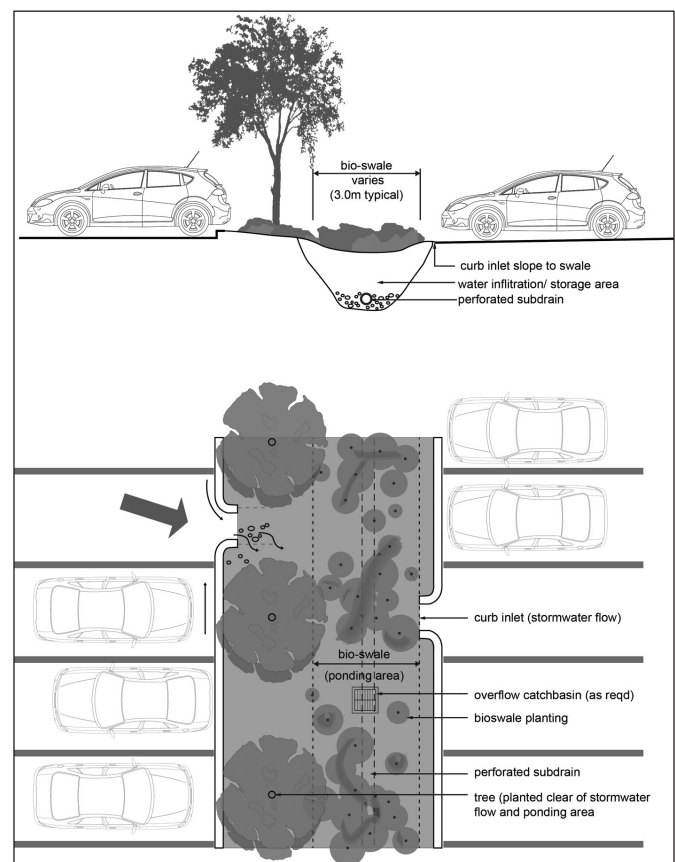 bio-swale
varies
(3.0m typical)
curb inlet slope to swale
water inflitration/ storage area
perforated subdrain
curb inlet (stormwater flow)
bio-swale
(ponding area)
overflow catchbasin (as reqd)
bioswale planting
perforated subdrain
tree (planted clear of stormwater
flow and ponding area